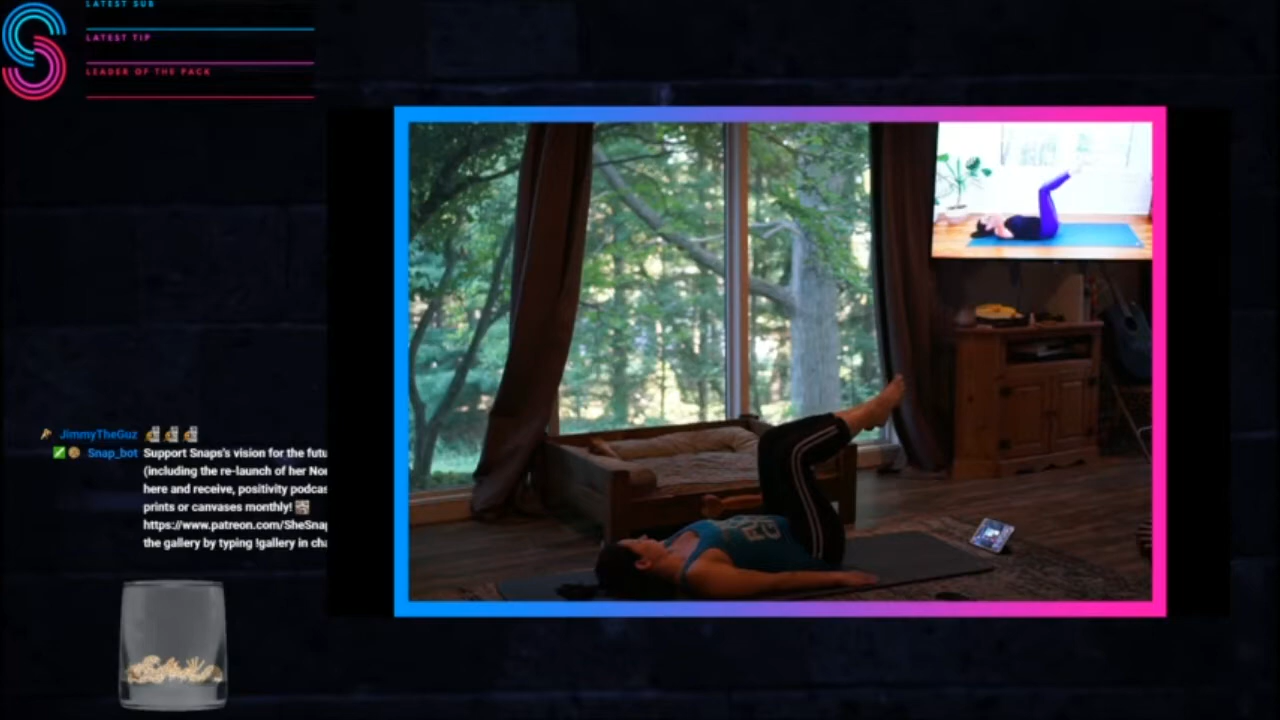 LATEST SUB
LATEST TIP
LEADER OF THE PACK
JimmyTheGuz
Snap_bot Support Snaps's vision for the futu
(including the re-launch of her No
here and receive, positivity podcas
prints or canvases monthly!
https://www.patreon.com/SheSnap
the gallery by typing !gallery in cha